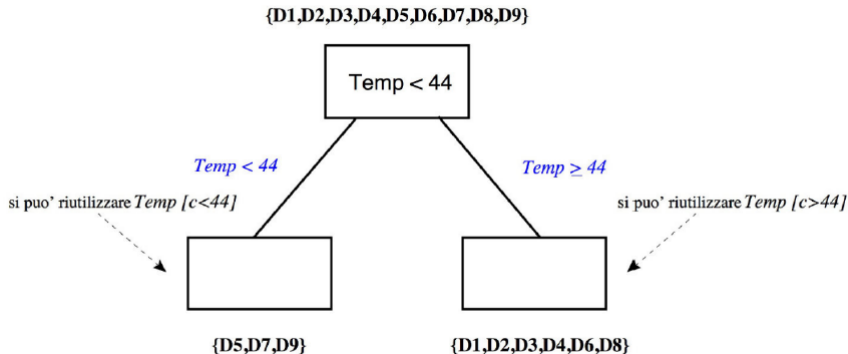 {D1,D2,D3,D4,D5,D6,D7,D8,D9}
Temp < 44
Temp < 44
Temp ≥ 44
si puo' riutilizzare Temp [c<44]
si puo' riutilizzare Temp [c>44]
{D5,D7,D9}
{D1,D2,D3,D4,D6,D8}